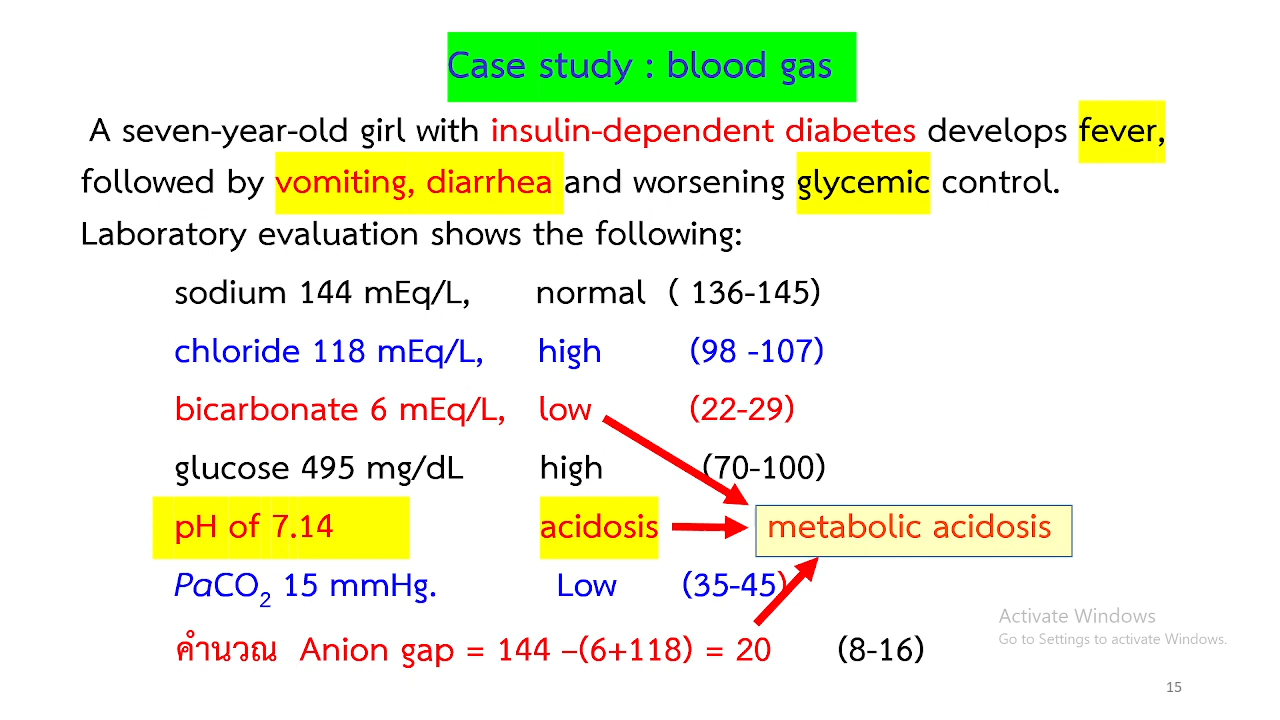 Case study : blood gas
A seven-year-old girl with insulin-dependent diabetes develops fever,
followed by vomiting, diarrhea and worsening glycemic control.
Laboratory evaluation shows the following:
sodium 144 mEq/L, normal ( 136-145)
chloride 118 mEq/L, high (98 -107)
bicarbonate 6 mEq/L, low (22-29)
glucose 495 mg/dL high (70-100)
pH of 7.14 acidosis metabolic acidosis
PaCO2 15 mmHg. Low (35-45)
คำนวณ Anion gap = 144 –(6+118) = 20 (8-16)
Activate Windows
Go to Settings to activate Windows.
15